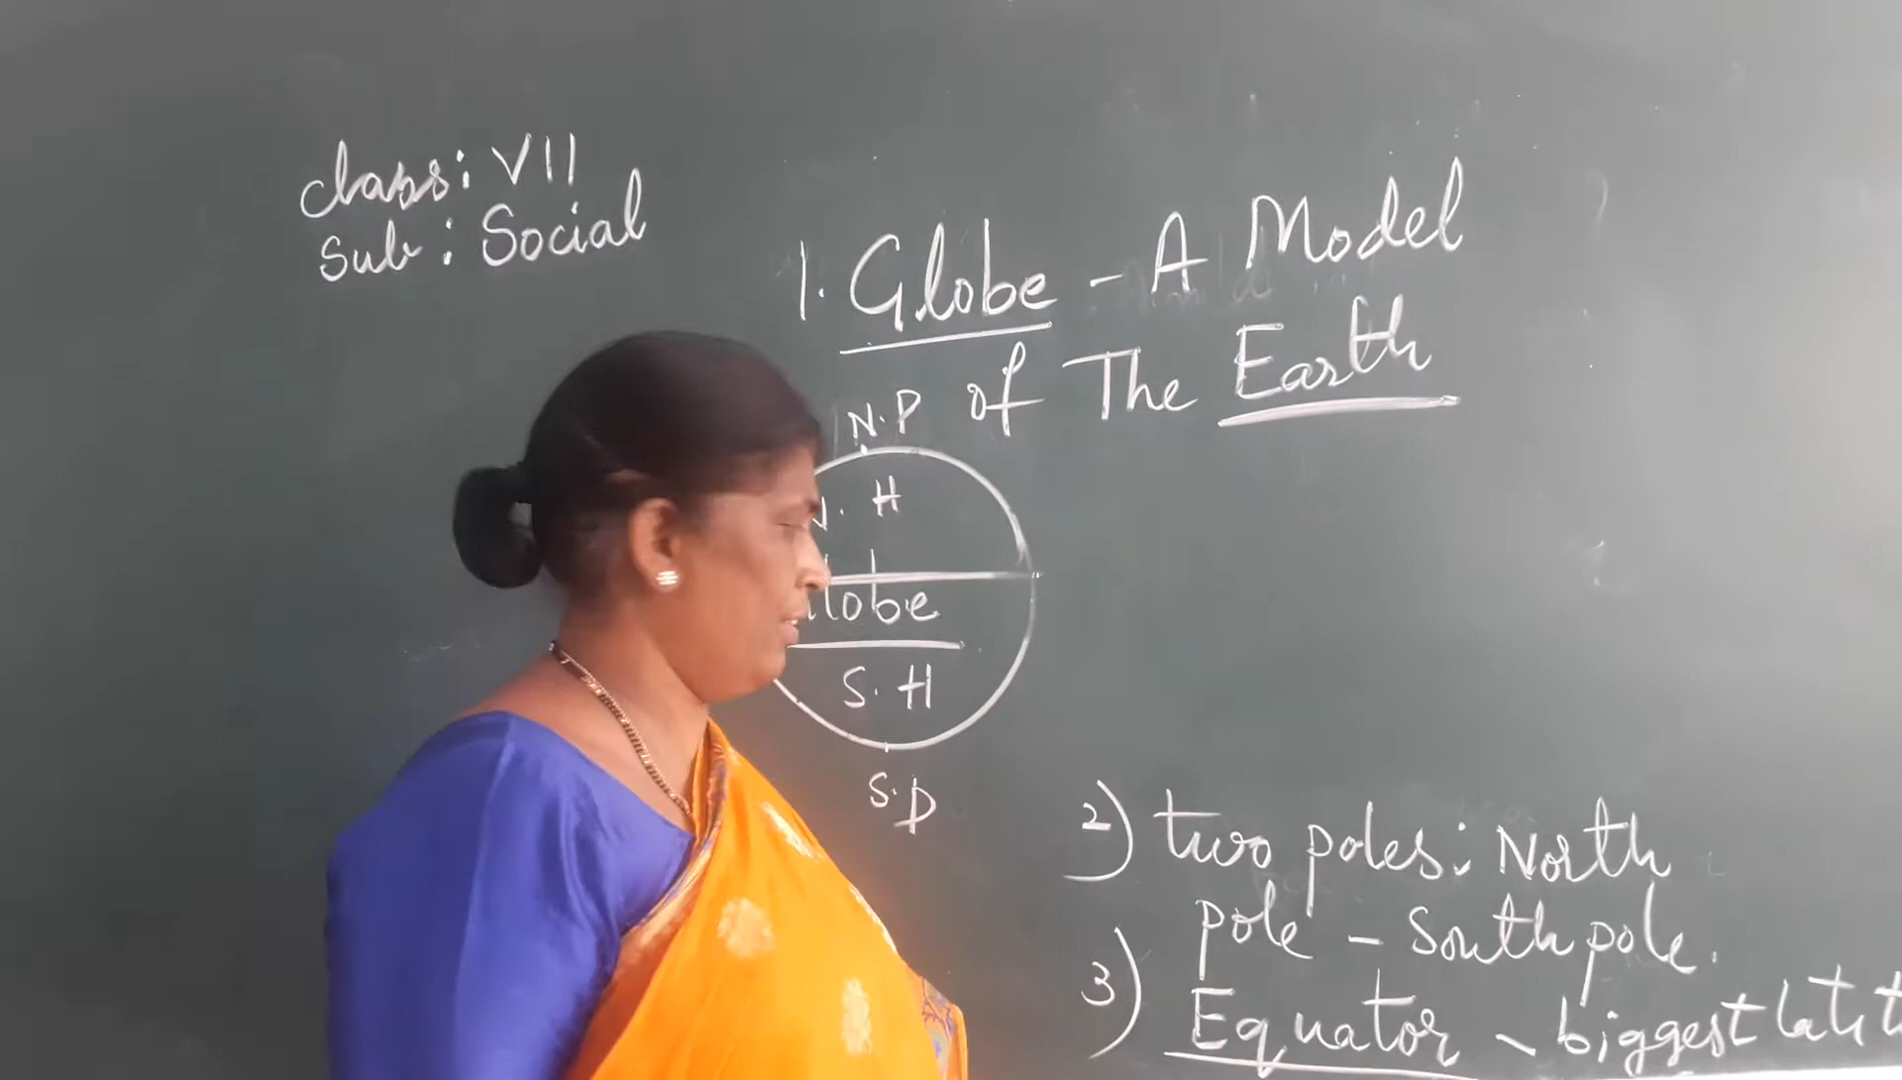 class: VII
Sub: Social
1. Globe - A Model
of The Earth
N.P
. H
lobe
S. H
S.P
2) two poles: North
pole - South pole.
3) Equator - biggest